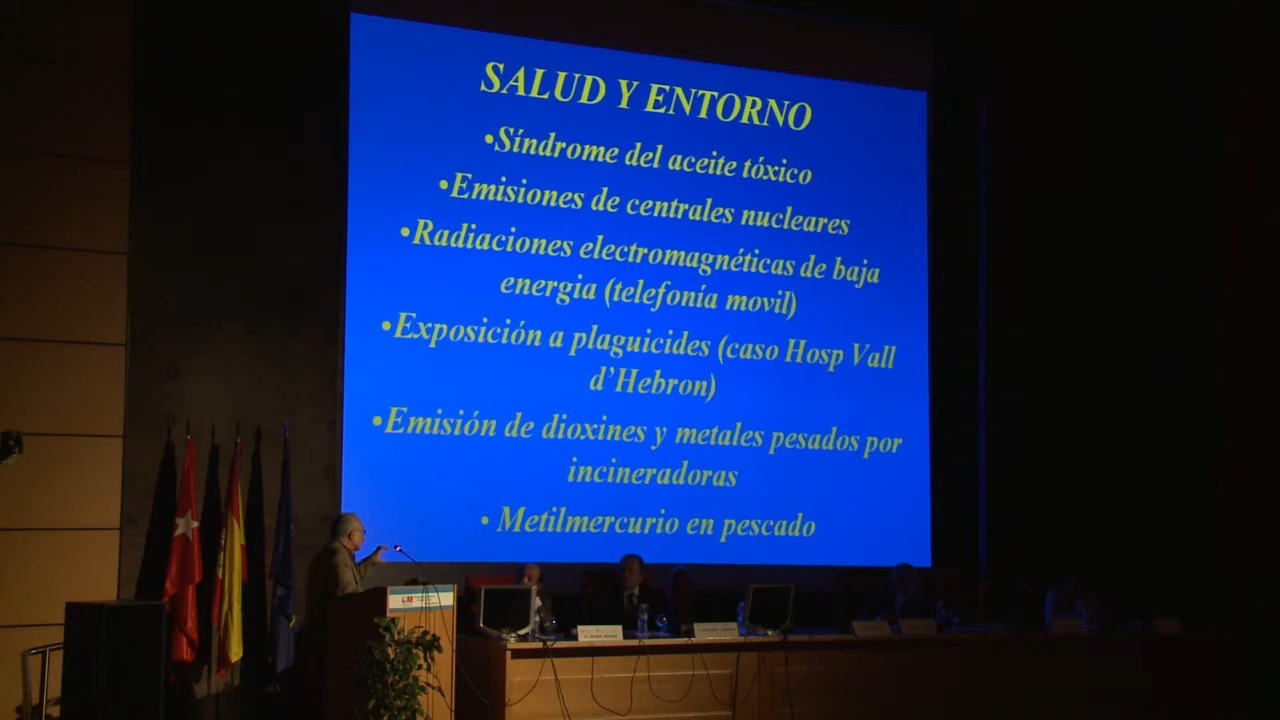 SALUD Y ENTORNO
•Síndrome del aceite tóxico
•Emisiones de centrales nucleares
•Radiaciones electromagnéticas de baja
energia (telefonía movil)
•Exposición a plaguicides (caso Hosp Vall
d’Hebron)
•Emisión de dioxines y metales pesados por
incineradoras
• Metilmercurio en pescado